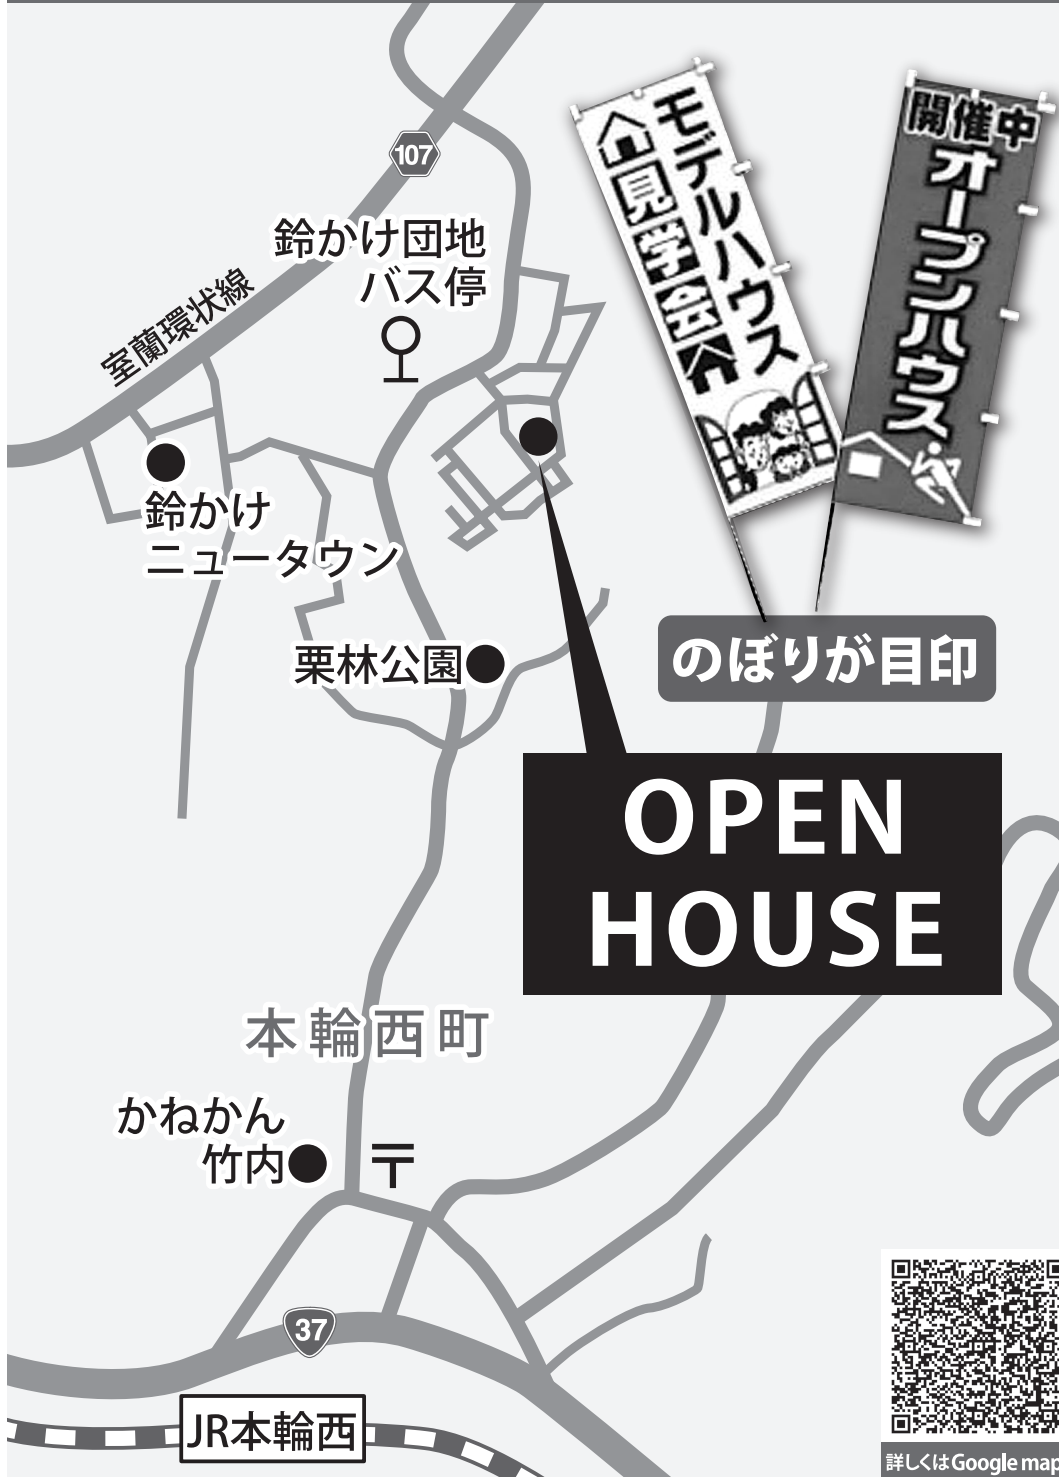 107
鈴かけ団地
バス停
室蘭環状線
モデルハウス
見学会
開催中
オープンハウス
鈴かけ
ニュータウン
栗林公園
のぼりが目印
OPEN
HOUSE
本輪西町
かねかん
竹内
〒
37
JR本輪西
詳しくはGoogle map